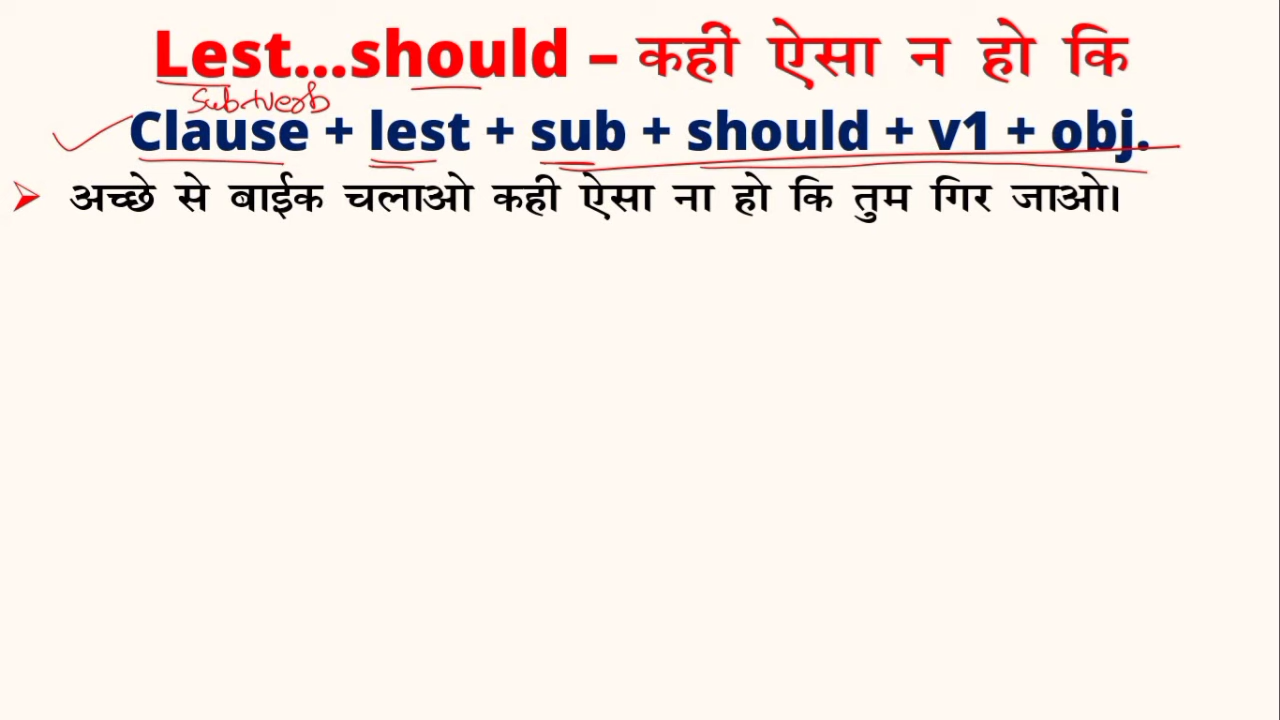 Lest...should – कहीं ऐसा न हो कि
Sub+verb
Clause + lest + sub + should + v1 + obj.
➢ अच्छे से बाईक चलाओ कहीं ऐसा ना हो कि तुम गिर जाओ।